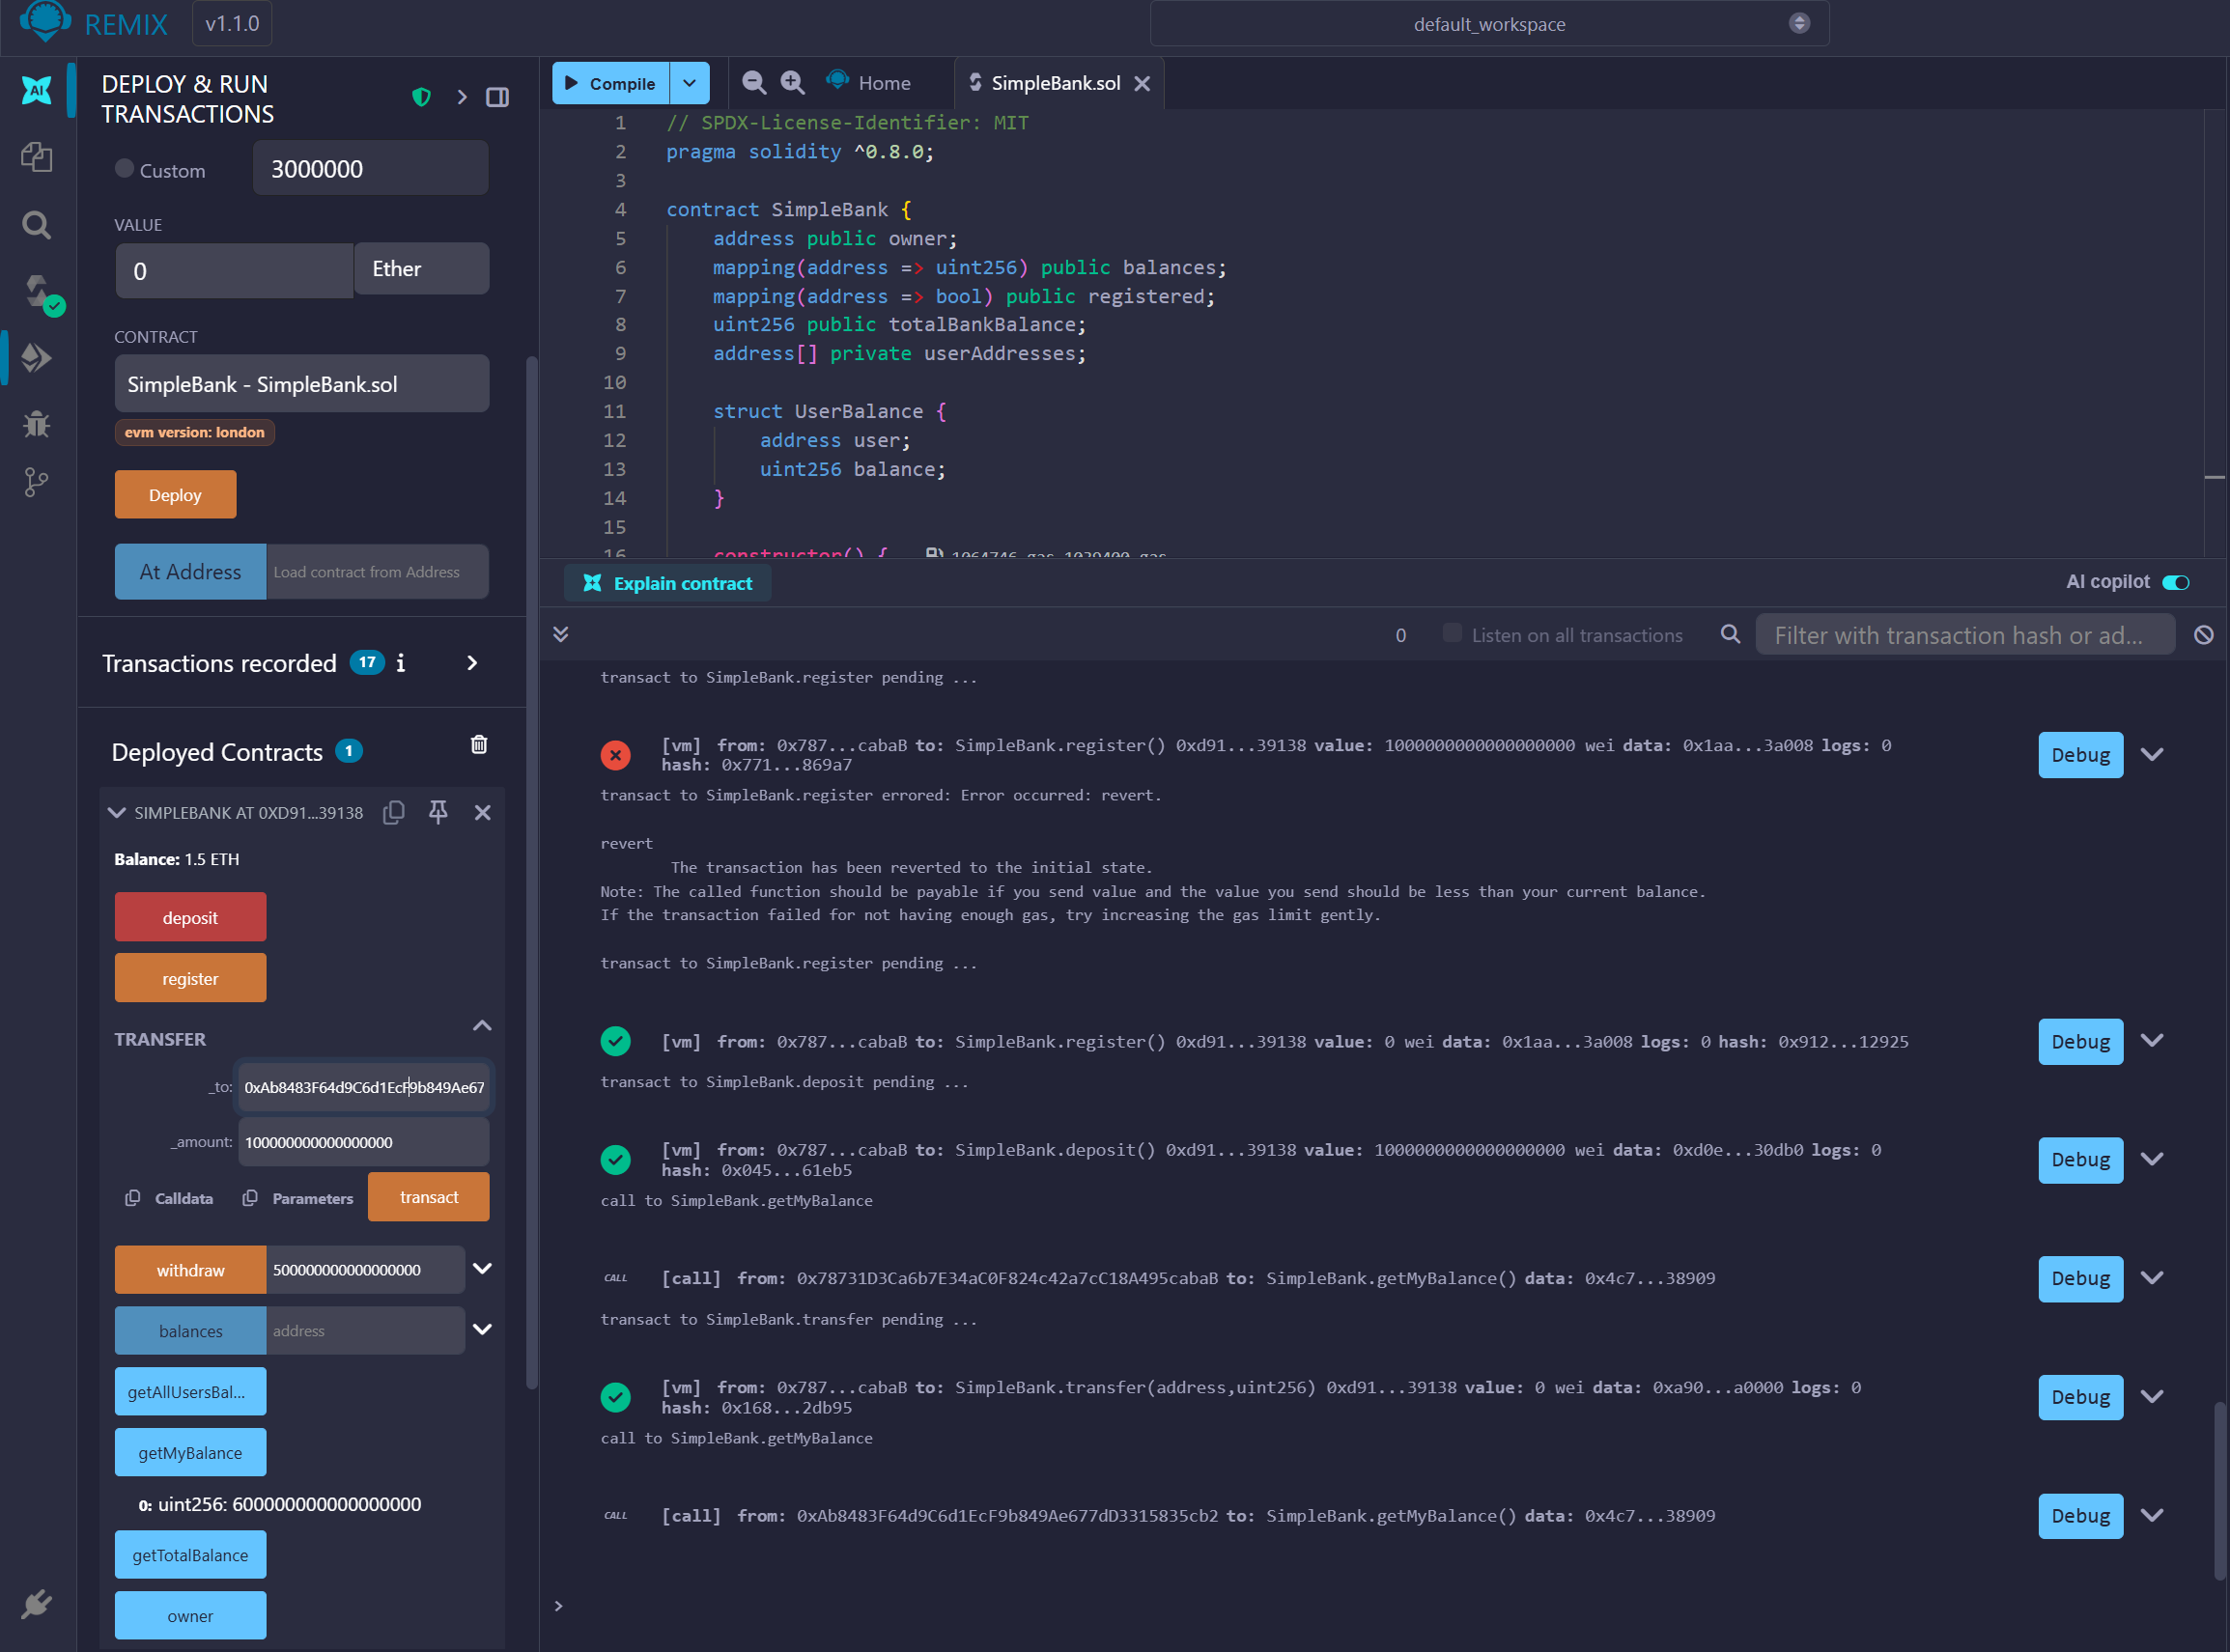 REMIX v1.1.0
default_workspace
DEPLOY & RUN
TRANSACTIONS
Custom 3000000
VALUE
0 Ether
CONTRACT
SimpleBank - SimpleBank.sol
evm version: london
Deploy
At Address Load contract from Address
Transactions recorded 17 i
Deployed Contracts 1
SIMPLEBANK AT 0XD91...39138
Balance: 1.5 ETH
deposit
register
TRANSFER
_to: 0xAb8483F64d9C6d1EcF9b849Ae67
_amount: 100000000000000000
Calldata Parameters transact
withdraw 500000000000000000
balances address
getAllUsersBal...
getMyBalance
0: uint256: 600000000000000000
getTotalBalance
owner
AI
Compile Home SimpleBank.sol
1 // SPDX-License-Identifier: MIT
2 pragma solidity ^0.8.0;
3
4 contract SimpleBank {
5 address public owner;
6 mapping(address => uint256) public balances;
7 mapping(address => bool) public registered;
8 uint256 public totalBankBalance;
9 address[] private userAddresses;
10
11 struct UserBalance {
12 address user;
13 uint256 balance;
14 }
15
16 constructor() { 1064746 gas 1029400 gas
Explain contract AI copilot
0 Listen on all transactions Filter with transaction hash or ad...
transact to SimpleBank.register pending ...
[vm] from: 0x787...cabaB to: SimpleBank.register() 0xd91...39138 value: 1000000000000000000 wei data: 0x1aa...3a008 logs: 0
hash: 0x771...869a7
Debug
transact to SimpleBank.register errored: Error occurred: revert.
revert
The transaction has been reverted to the initial state.
Note: The called function should be payable if you send value and the value you send should be less than your current balance.
If the transaction failed for not having enough gas, try increasing the gas limit gently.
transact to SimpleBank.register pending ...
[vm] from: 0x787...cabaB to: SimpleBank.register() 0xd91...39138 value: 0 wei data: 0x1aa...3a008 logs: 0 hash: 0x912...12925
Debug
transact to SimpleBank.deposit pending ...
[vm] from: 0x787...cabaB to: SimpleBank.deposit() 0xd91...39138 value: 1000000000000000000 wei data: 0xd0e...30db0 logs: 0
hash: 0x045...61eb5
Debug
call to SimpleBank.getMyBalance
CALL [call] from: 0x78731D3Ca6b7E34aC0F824c42a7cC18A495cabaB to: SimpleBank.getMyBalance() data: 0x4c7...38909
Debug
transact to SimpleBank.transfer pending ...
[vm] from: 0x787...cabaB to: SimpleBank.transfer(address,uint256) 0xd91...39138 value: 0 wei data: 0xa90...a0000 logs: 0
hash: 0x168...2db95
Debug
call to SimpleBank.getMyBalance
CALL [call] from: 0xAb8483F64d9C6d1EcF9b849Ae677dD3315835cb2 to: SimpleBank.getMyBalance() data: 0x4c7...38909
Debug
>